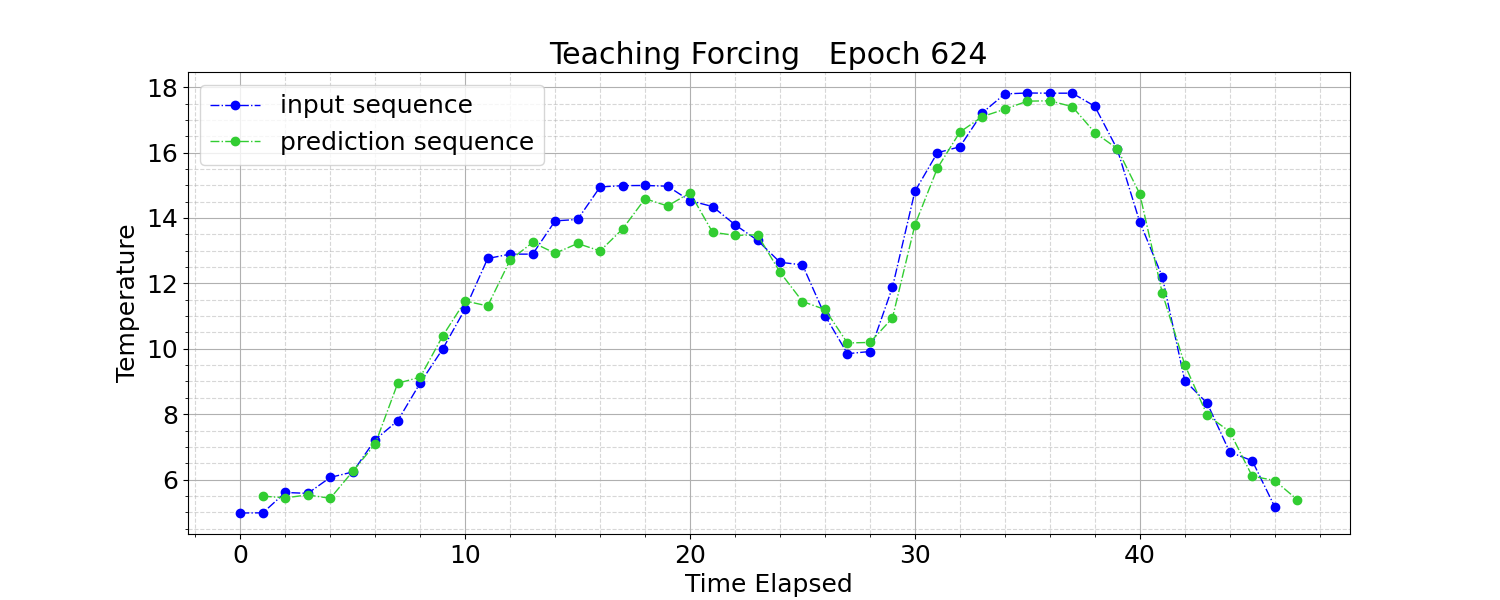 Teaching Forcing   Epoch 624
input sequence
prediction sequence
18
16
14
12
10
8
6
Temperature
0 10 20 30 40
Time Elapsed